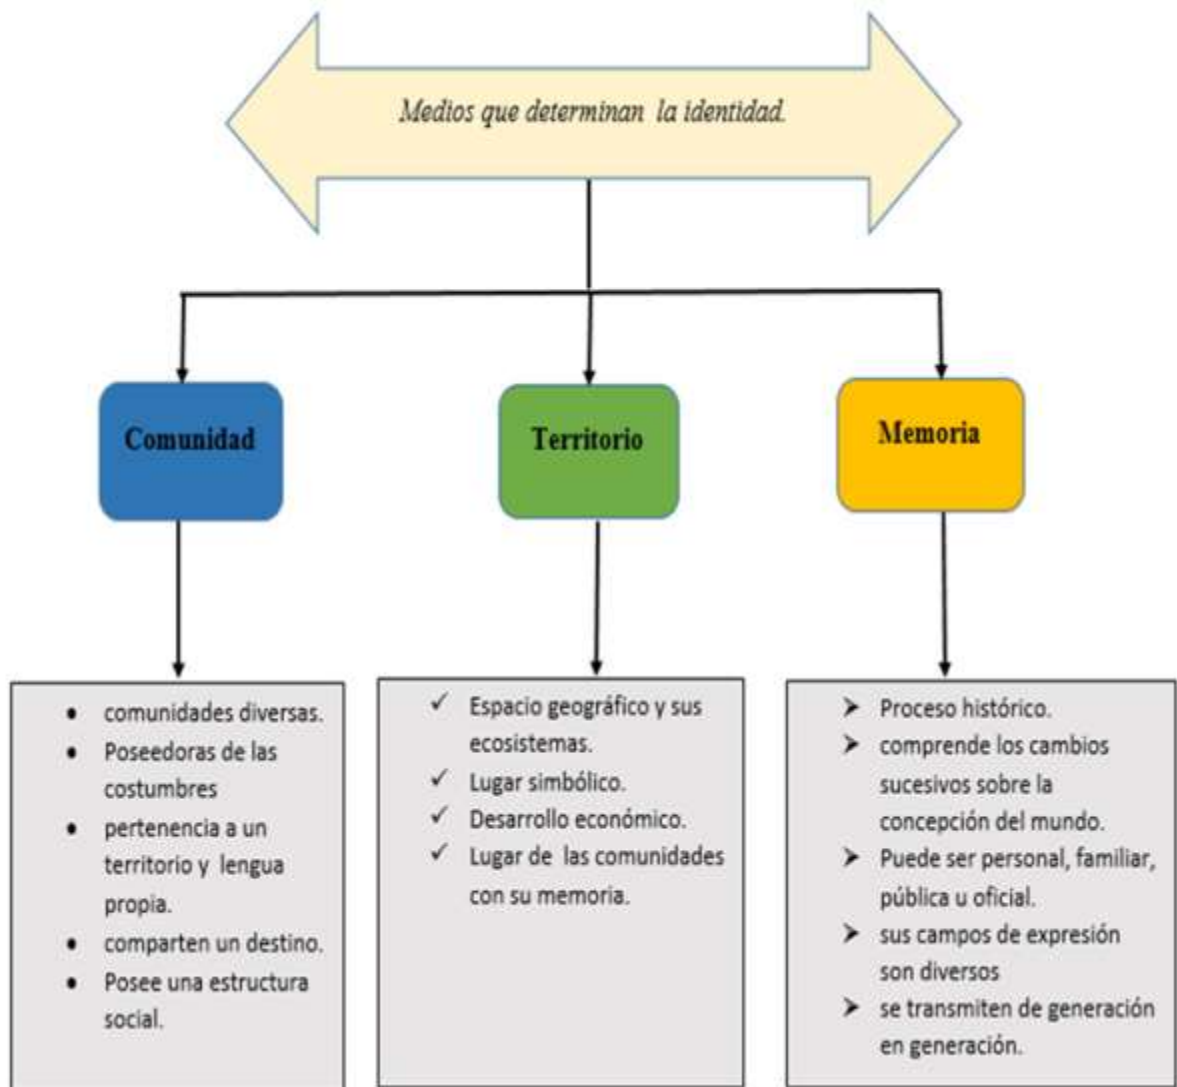 Medios que determinan la identidad.
Comunidad
Territorio
Memoria
comunidades diversas.
Poseedoras de las
costumbres
pertenencia a un
territorio y lengua
propia.
comparten un destino.
Posee una estructura
social.
Espacio geográfico y sus
ecosistemas.
Lugar simbólico.
Desarrollo económico.
Lugar de las comunidades
con su memoria.
Proceso histórico.
comprende los cambios
sucesivos sobre la
concepción del mundo.
Puede ser personal, familiar,
pública u oficial.
sus campos de expresión
son diversos
se transmiten de generación
en generación.